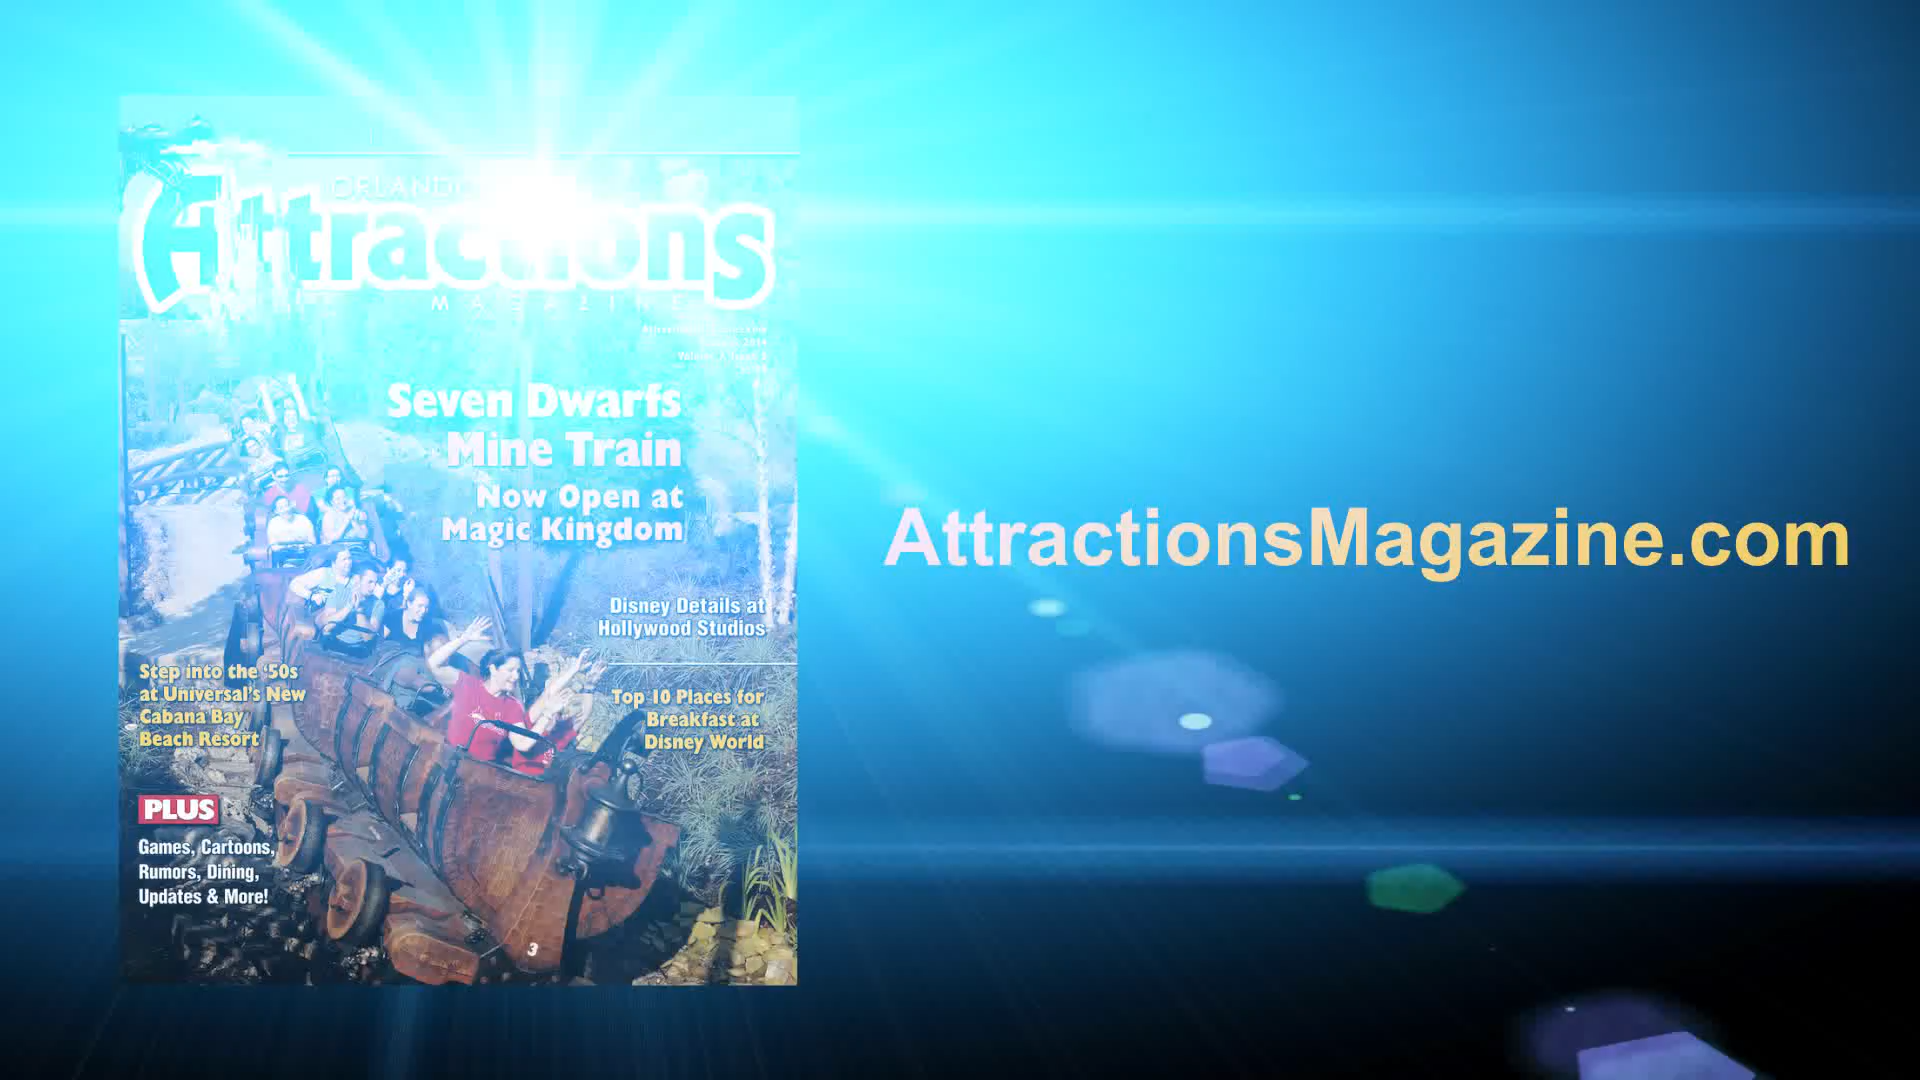 ORLANDO
Attractions
MAGAZINE
Seven Dwarfs
Mine Train
Now Open at
Magic Kingdom
AttractionsMagazine.com
Disney Details at
Hollywood Studios
Step into the '50s
at Universal's New
Cabana Bay
Beach Resort
Top 10 Places for
Breakfast at
Disney World
PLUS
Games, Cartoons,
Rumors, Dining,
Updates & More!
3